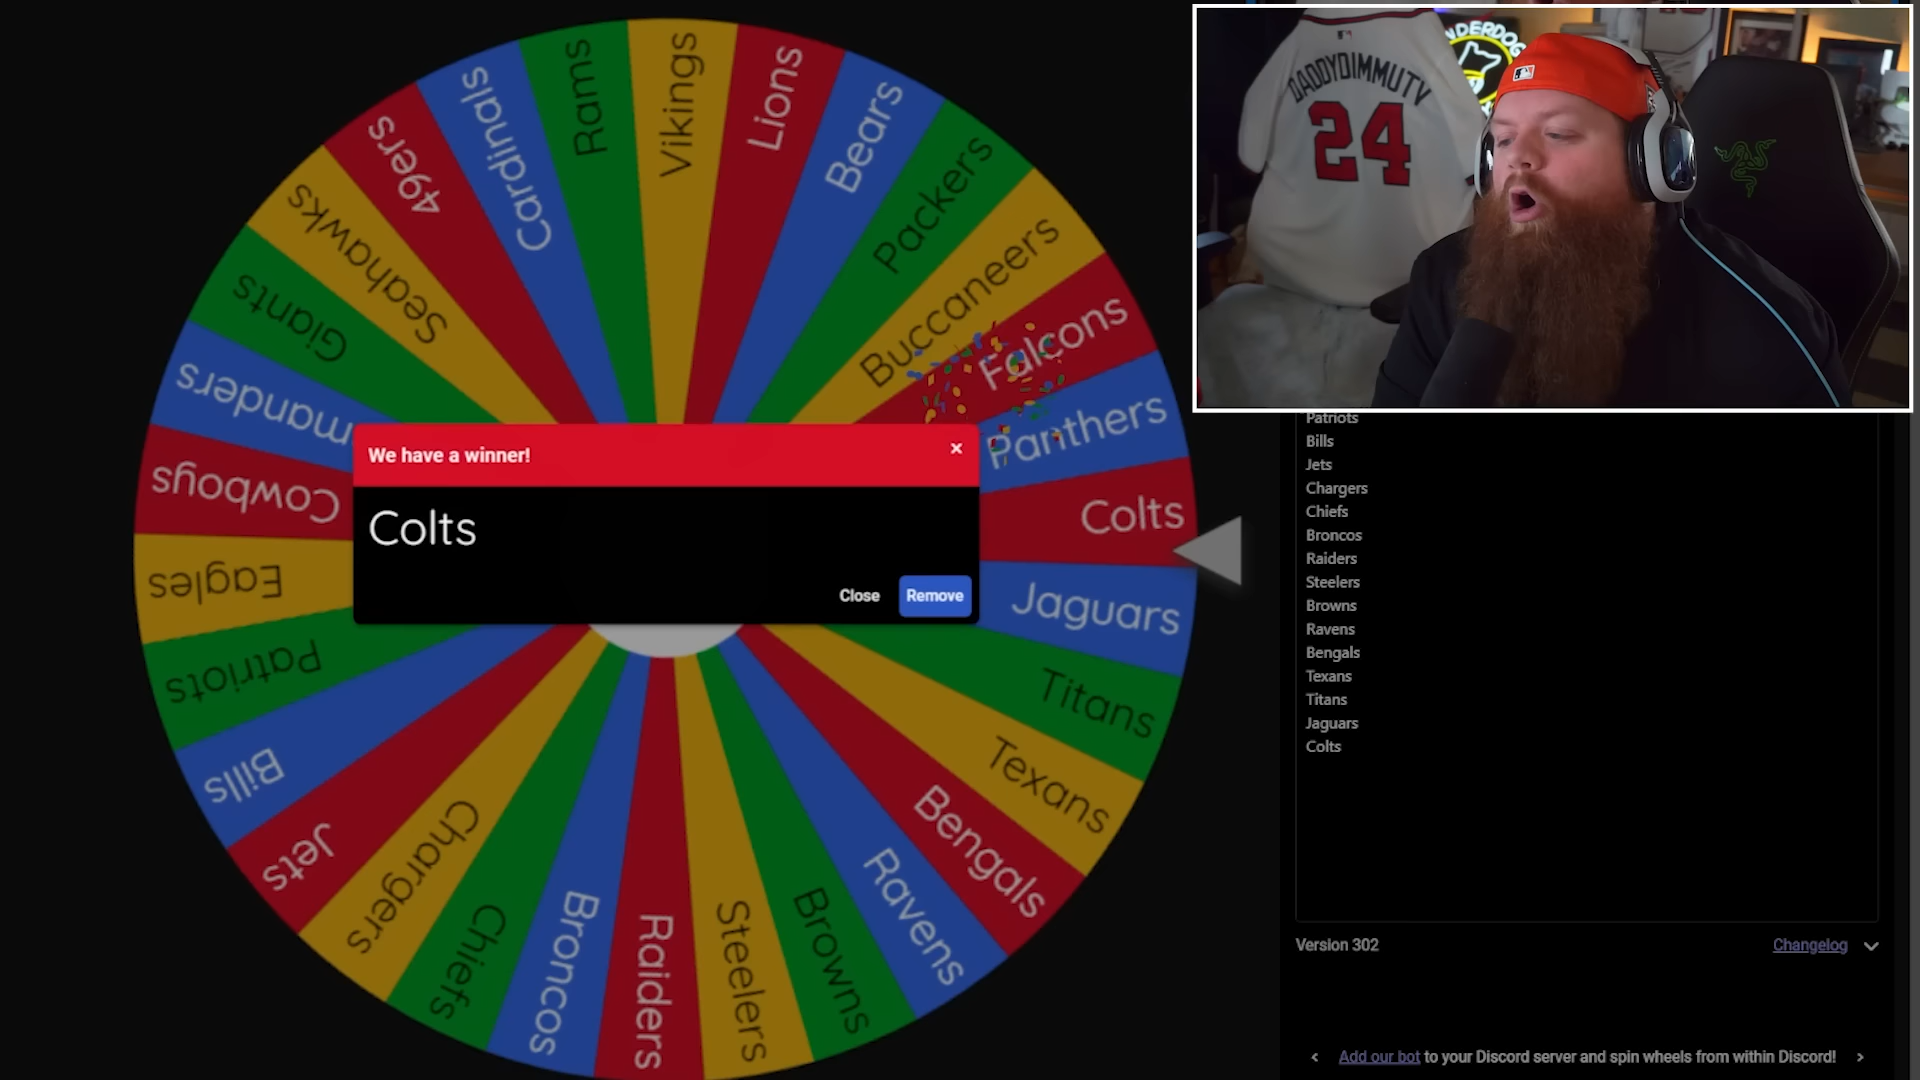 Vikings
Lions
Bears
Packers
Buccaneers
Falcons
Panthers
Colts
Jaguars
Titans
Texans
Bengals
Ravens
Browns
Steelers
Raiders
Broncos
Chiefs
Chargers
Jets
Bills
Patriots
Eagles
Cowboys
manders
Giants
Seahawks
49ers
Cardinals
Rams
We have a winner!
×
Colts
Close
Remove
DADDYDIMMUTV
24
NDERDOG
Patriots
Bills
Jets
Chargers
Chiefs
Broncos
Raiders
Steelers
Browns
Ravens
Bengals
Texans
Titans
Jaguars
Colts
Version 302
Changelog
Add our bot to your Discord server and spin wheels from within Discord!